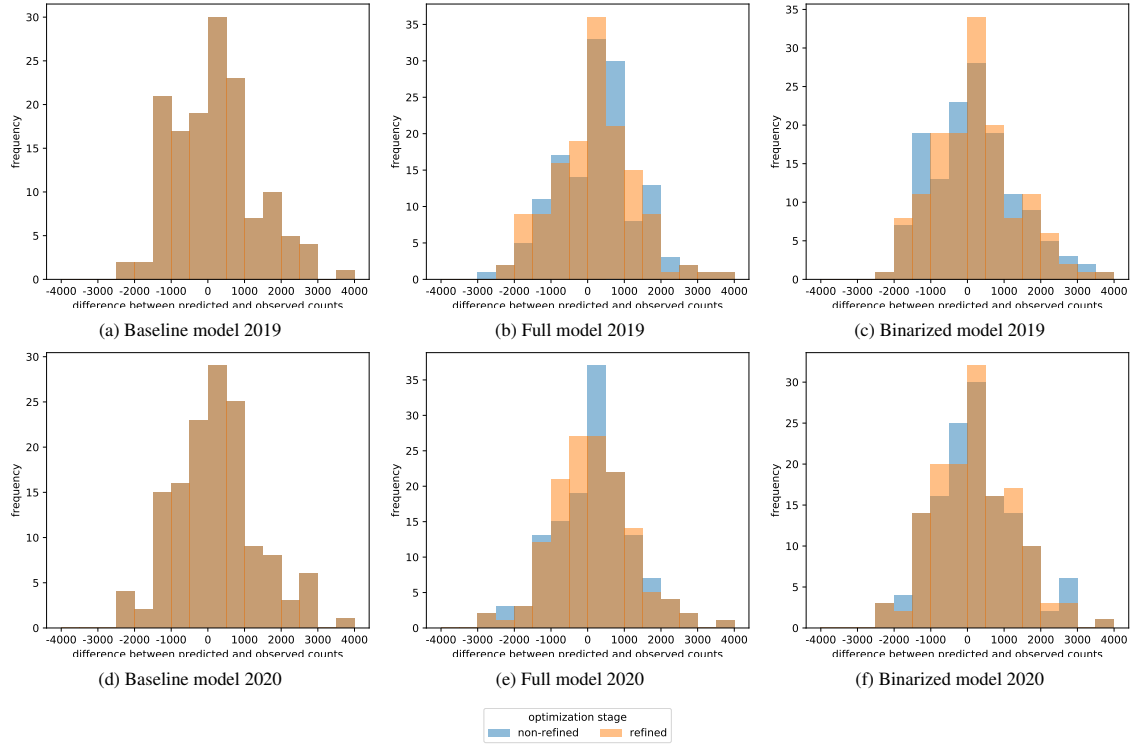 30
25
20
15
10
5
0
frequency
-4000 -3000 -2000 -1000 0 1000 2000 3000 4000
difference between predicted and observed counts
(a) Baseline model 2019
35
30
25
20
15
10
5
0
frequency
-4000 -3000 -2000 -1000 0 1000 2000 3000 4000
difference between predicted and observed counts
(b) Full model 2019
35
30
25
20
15
10
5
0
frequency
-4000 -3000 -2000 -1000 0 1000 2000 3000 4000
difference between predicted and observed counts
(c) Binarized model 2019
30
25
20
15
10
5
0
frequency
-4000 -3000 -2000 -1000 0 1000 2000 3000 4000
difference between predicted and observed counts
(d) Baseline model 2020
35
30
25
20
15
10
5
0
frequency
-4000 -3000 -2000 -1000 0 1000 2000 3000 4000
difference between predicted and observed counts
(e) Full model 2020
30
25
20
15
10
5
0
frequency
-4000 -3000 -2000 -1000 0 1000 2000 3000 4000
difference between predicted and observed counts
(f) Binarized model 2020
optimization stage
non-refined refined